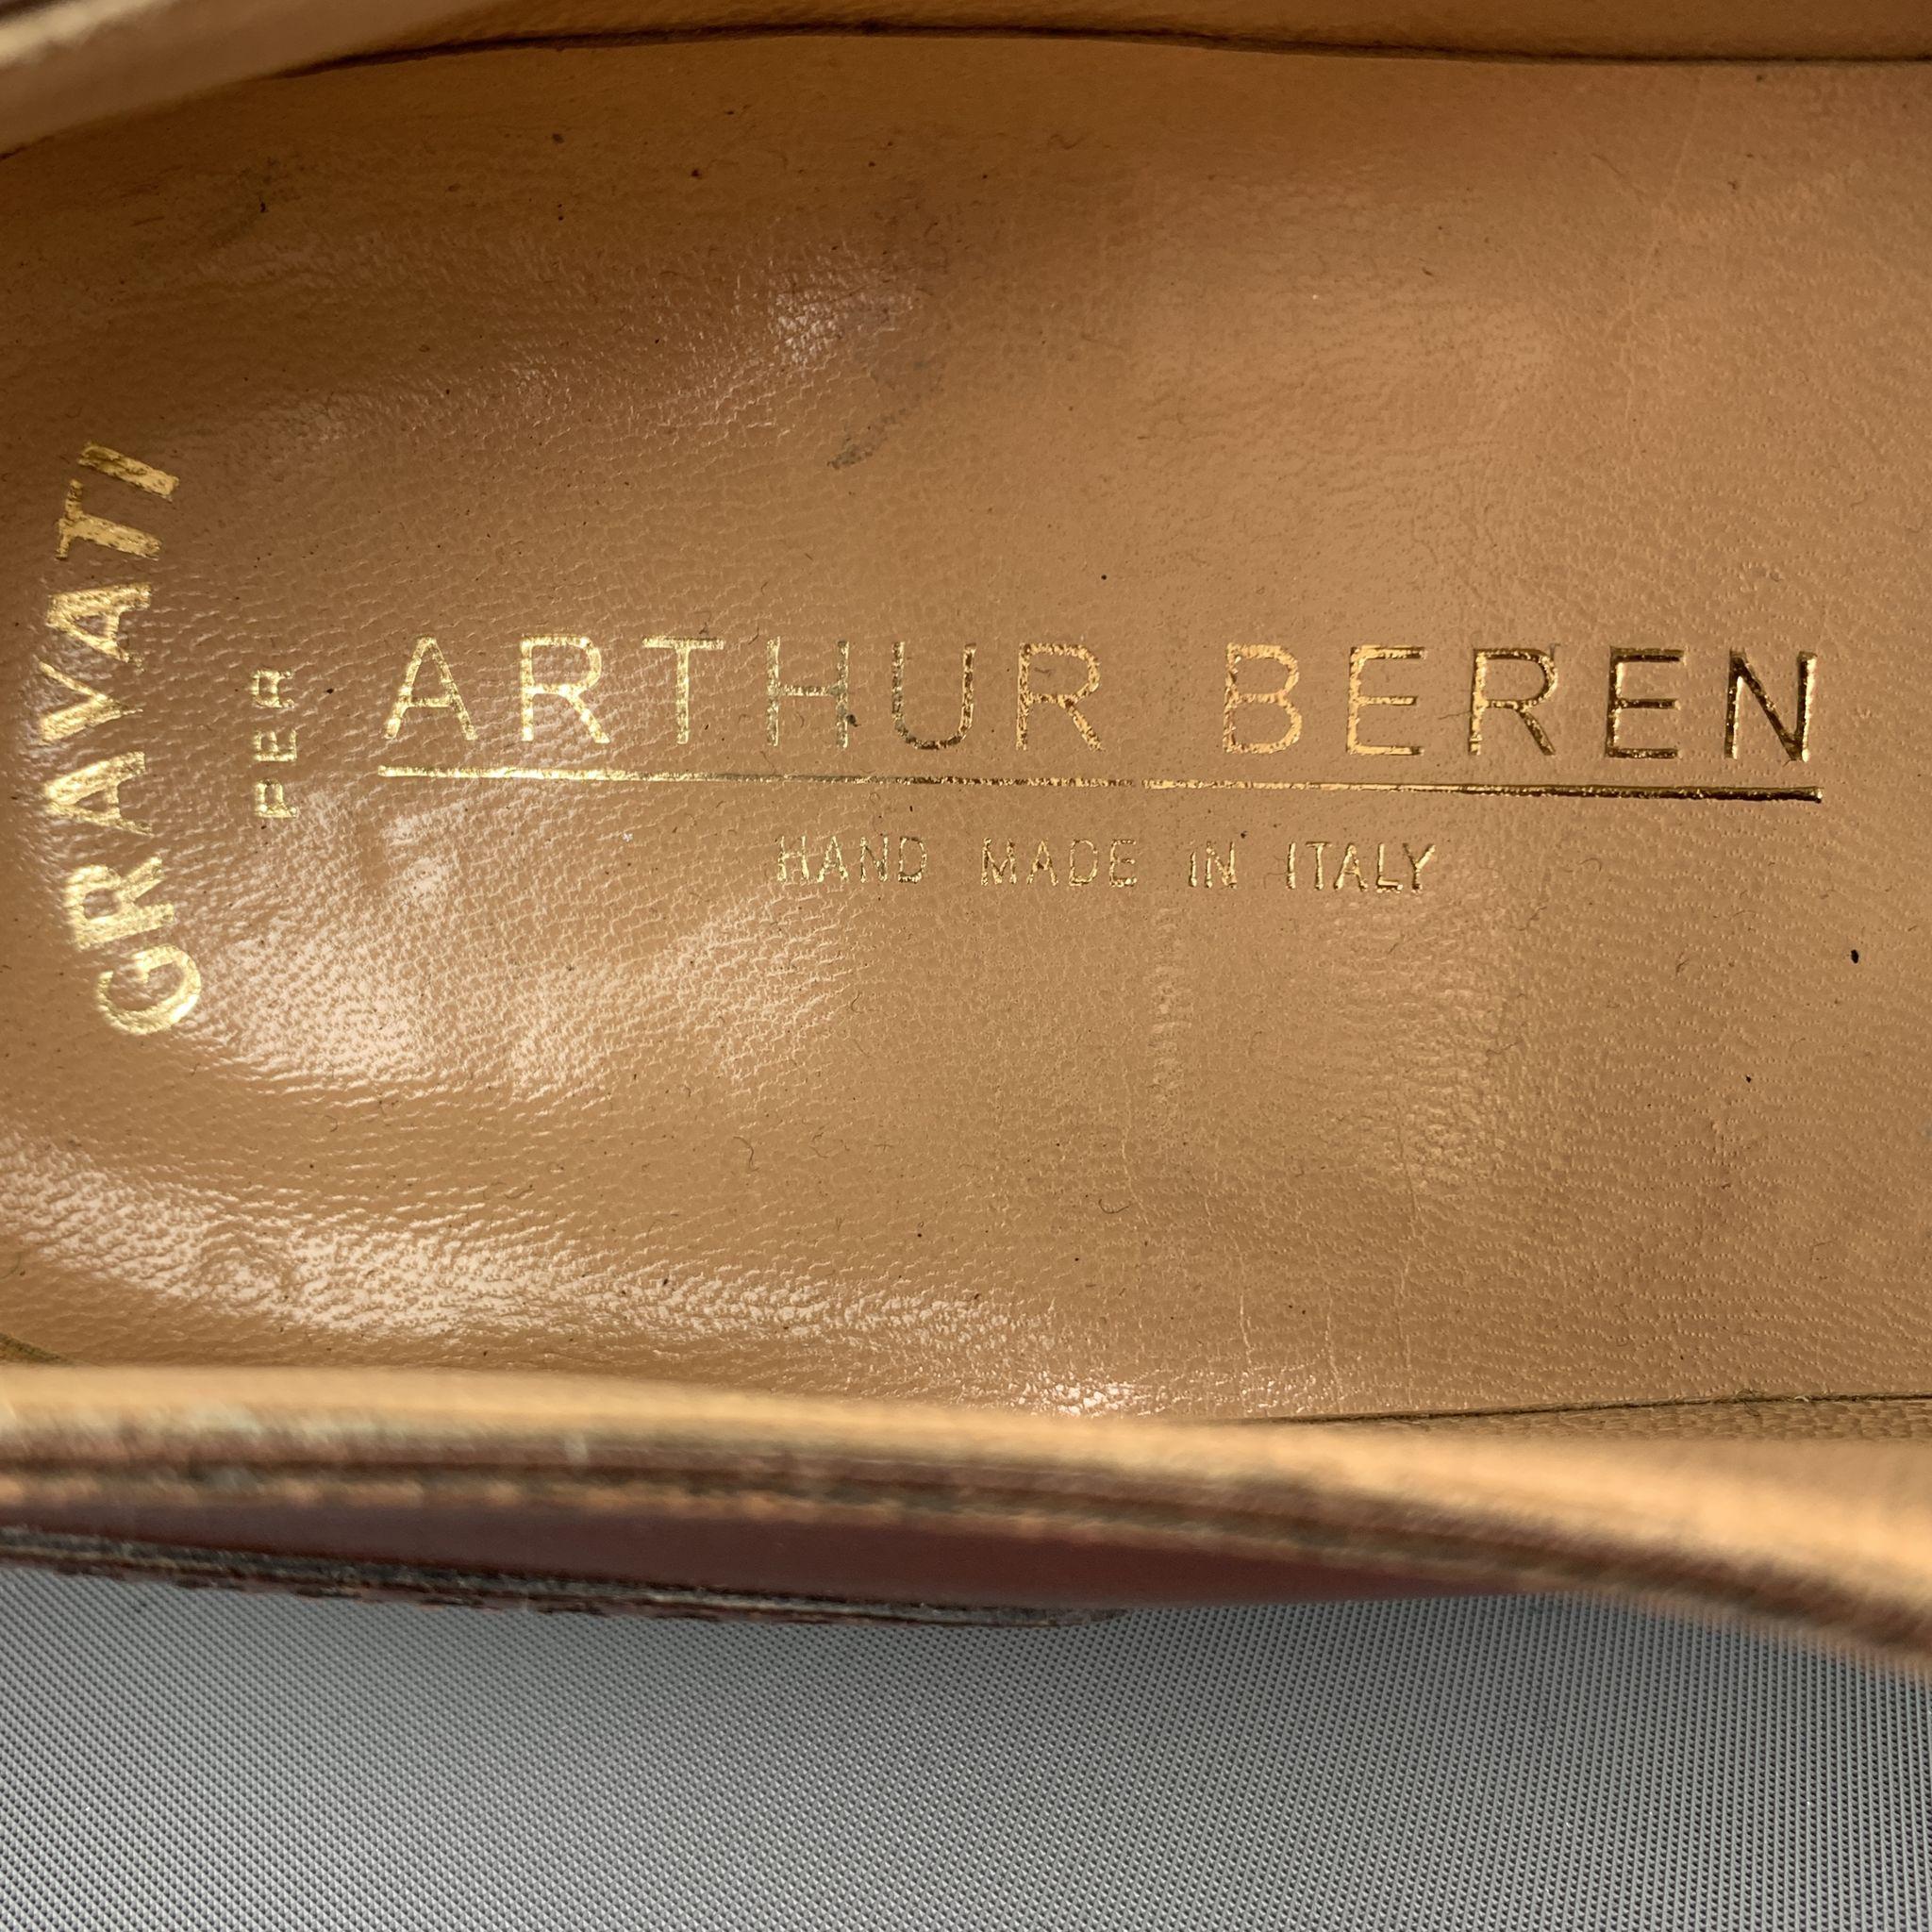 GRAVATI
PER
ARTHUR BEREN
HAND MADE IN ITALY